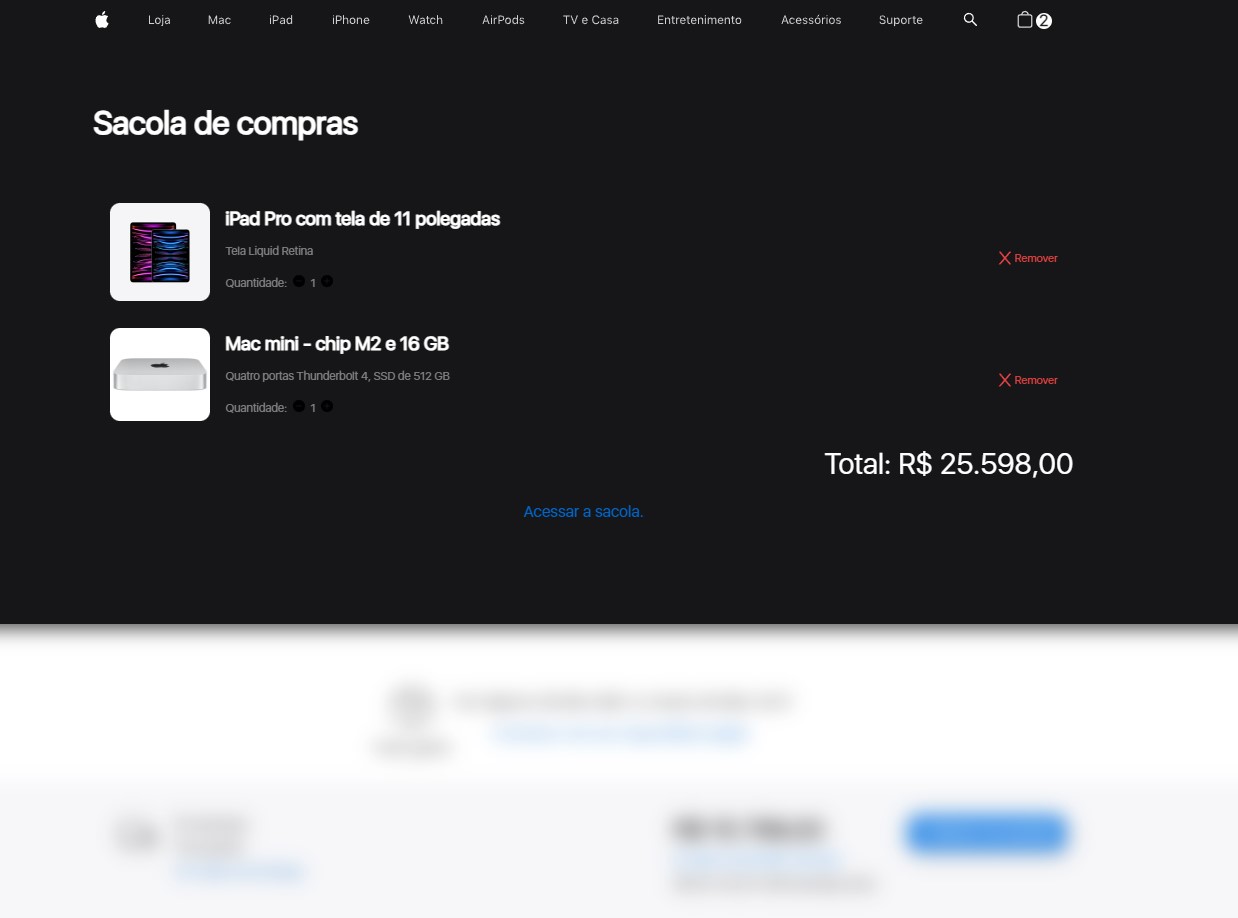 Loja Mac iPad iPhone Watch AirPods TV e Casa Entretenimento Acessórios Suporte 2
Sacola de compras
iPad Pro com tela de 11 polegadas
Tela Liquid Retina
Remover
Quantidade: - 1 +
Mac mini - chip M2 e 16 GB
Quatro portas Thunderbolt 4, SSD de 512 GB
Remover
Quantidade: - 1 +
Total: R$ 25.598,00
Acessar a sacola.